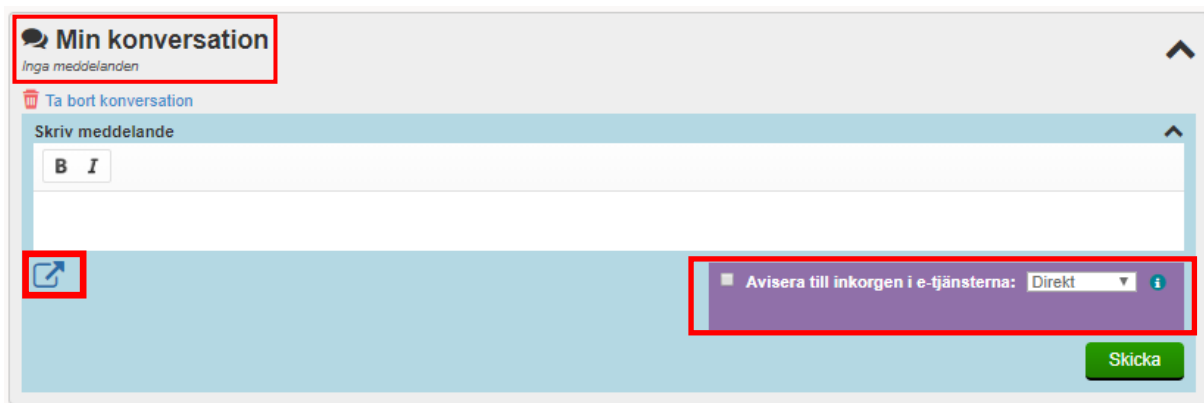 Min konversation
Inga meddelanden
Ta bort konversation
Skriv meddelande
B I
Avisera till inkorgen i e-tjänsterna: Direkt
Skicka